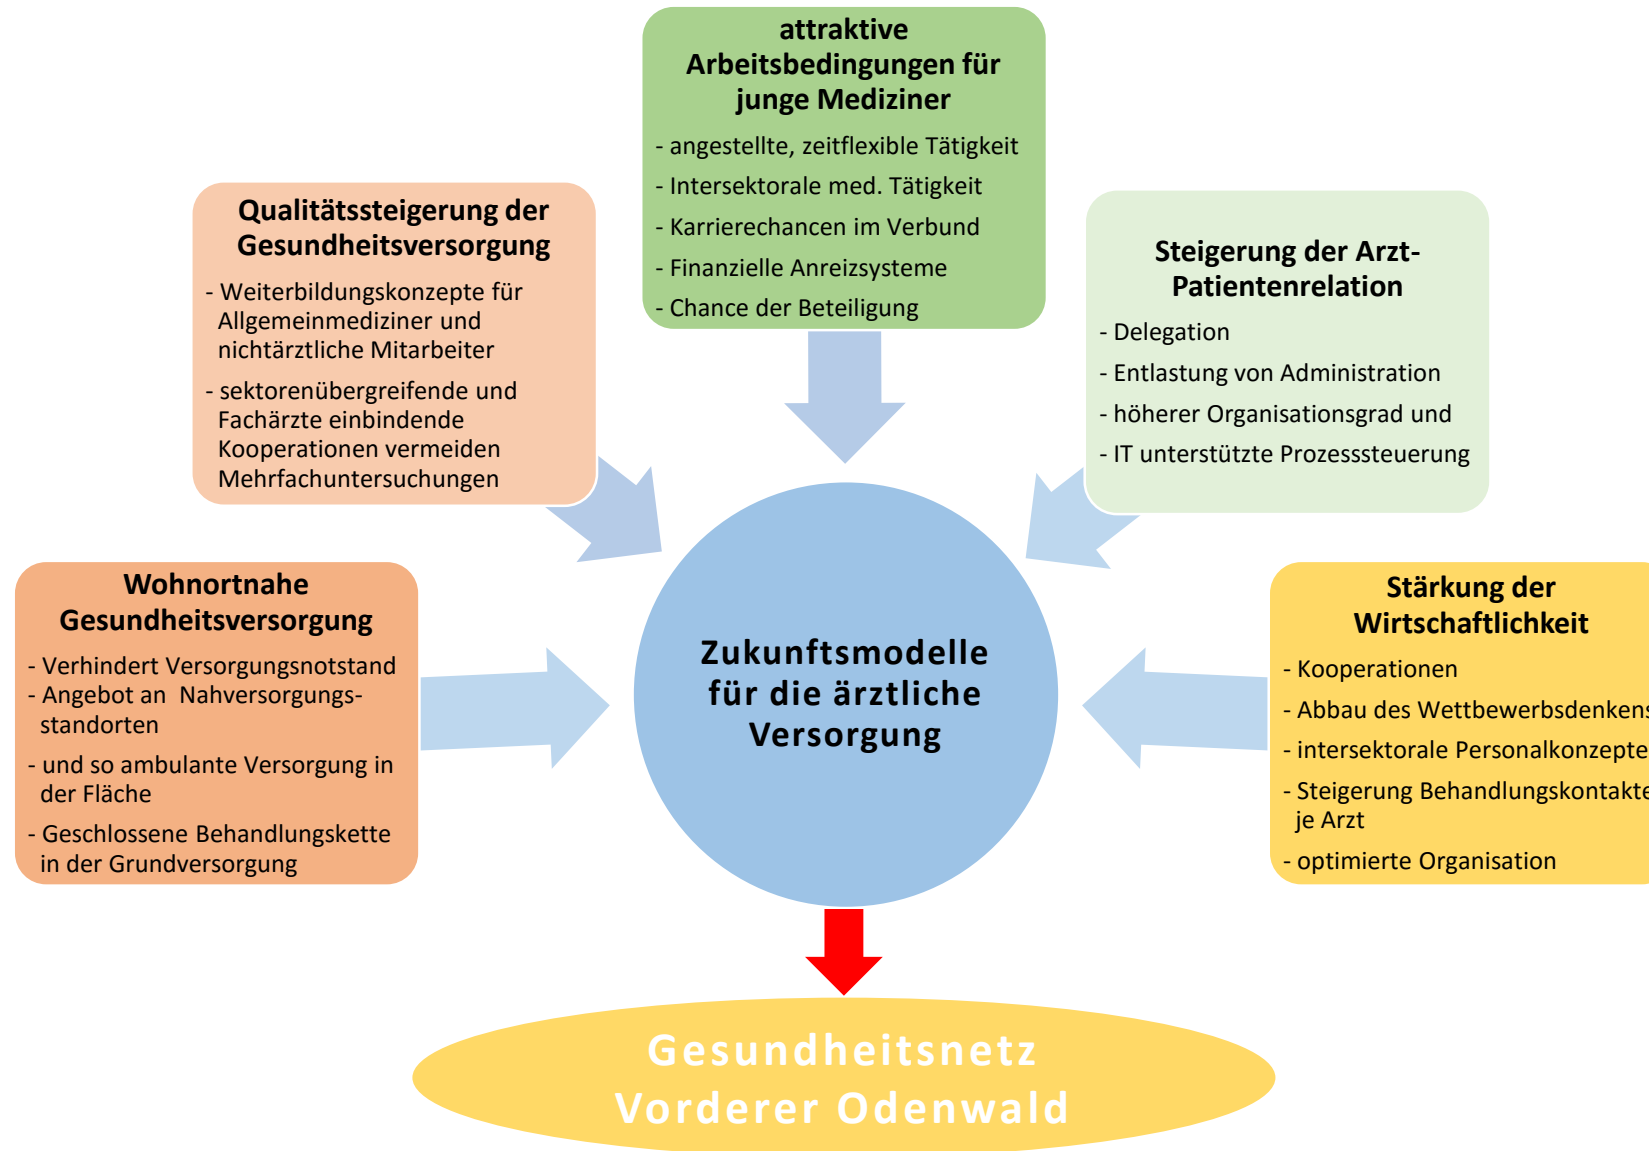 attraktive
Arbeitsbedingungen für
junge Mediziner
- angestellte, zeitflexible Tätigkeit
- Intersektorale med. Tätigkeit
- Karrierechancen im Verbund
- Finanzielle Anreizsysteme
- Chance der Beteiligung
Qualitätssteigerung der
Gesundheitsversorgung
- Weiterbildungskonzepte für
Allgemeinmediziner und
nichtärztliche Mitarbeiter
- sektorenübergreifende und
Fachärzte einbindende
Kooperationen vermeiden
Mehrfachuntersuchungen
Steigerung der Arzt-
Patientenrelation
- Delegation
- Entlastung von Administration
- höherer Organisationsgrad und
- IT unterstützte Prozesssteuerung
Wohnortnahe
Gesundheitsversorgung
- Verhindert Versorgungsnotstand
- Angebot an Nahversorgungs-
standorten
- und so ambulante Versorgung in
der Fläche
- Geschlossene Behandlungskette
in der Grundversorgung
Zukunftsmodelle
für die ärztliche
Versorgung
Stärkung der
Wirtschaftlichkeit
- Kooperationen
- Abbau des Wettbewerbsdenkens
- intersektorale Personalkonzepte
- Steigerung Behandlungskontakte
je Arzt
- optimierte Organisation
Gesundheitsnetz
Vorderer Odenwald